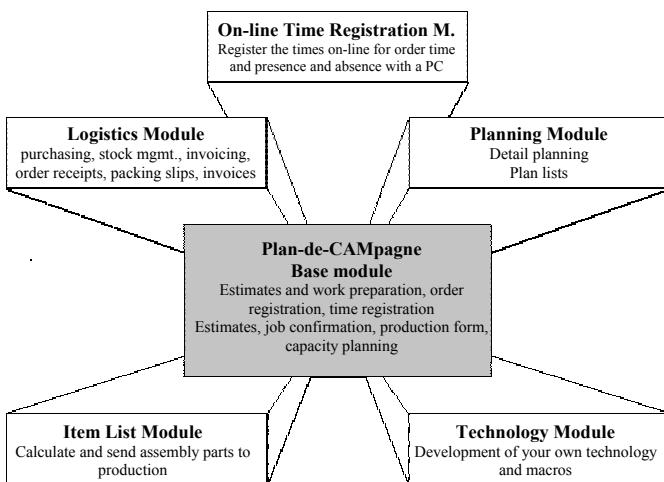 On-line Time Registration M.
Register the times on-line for order time
and presence and absence with a PC
Logistics Module
purchasing, stock mgmt., invoicing,
order receipts, packing slips, invoices
Planning Module
Detail planning
Plan lists
Plan-de-CAMpagne
Base module
Estimates and work preparation, order
registration, time registration
Estimates, job confirmation, production form,
capacity planning
Item List Module
Calculate and send assembly parts to
production
Technology Module
Development of your own technology
and macros